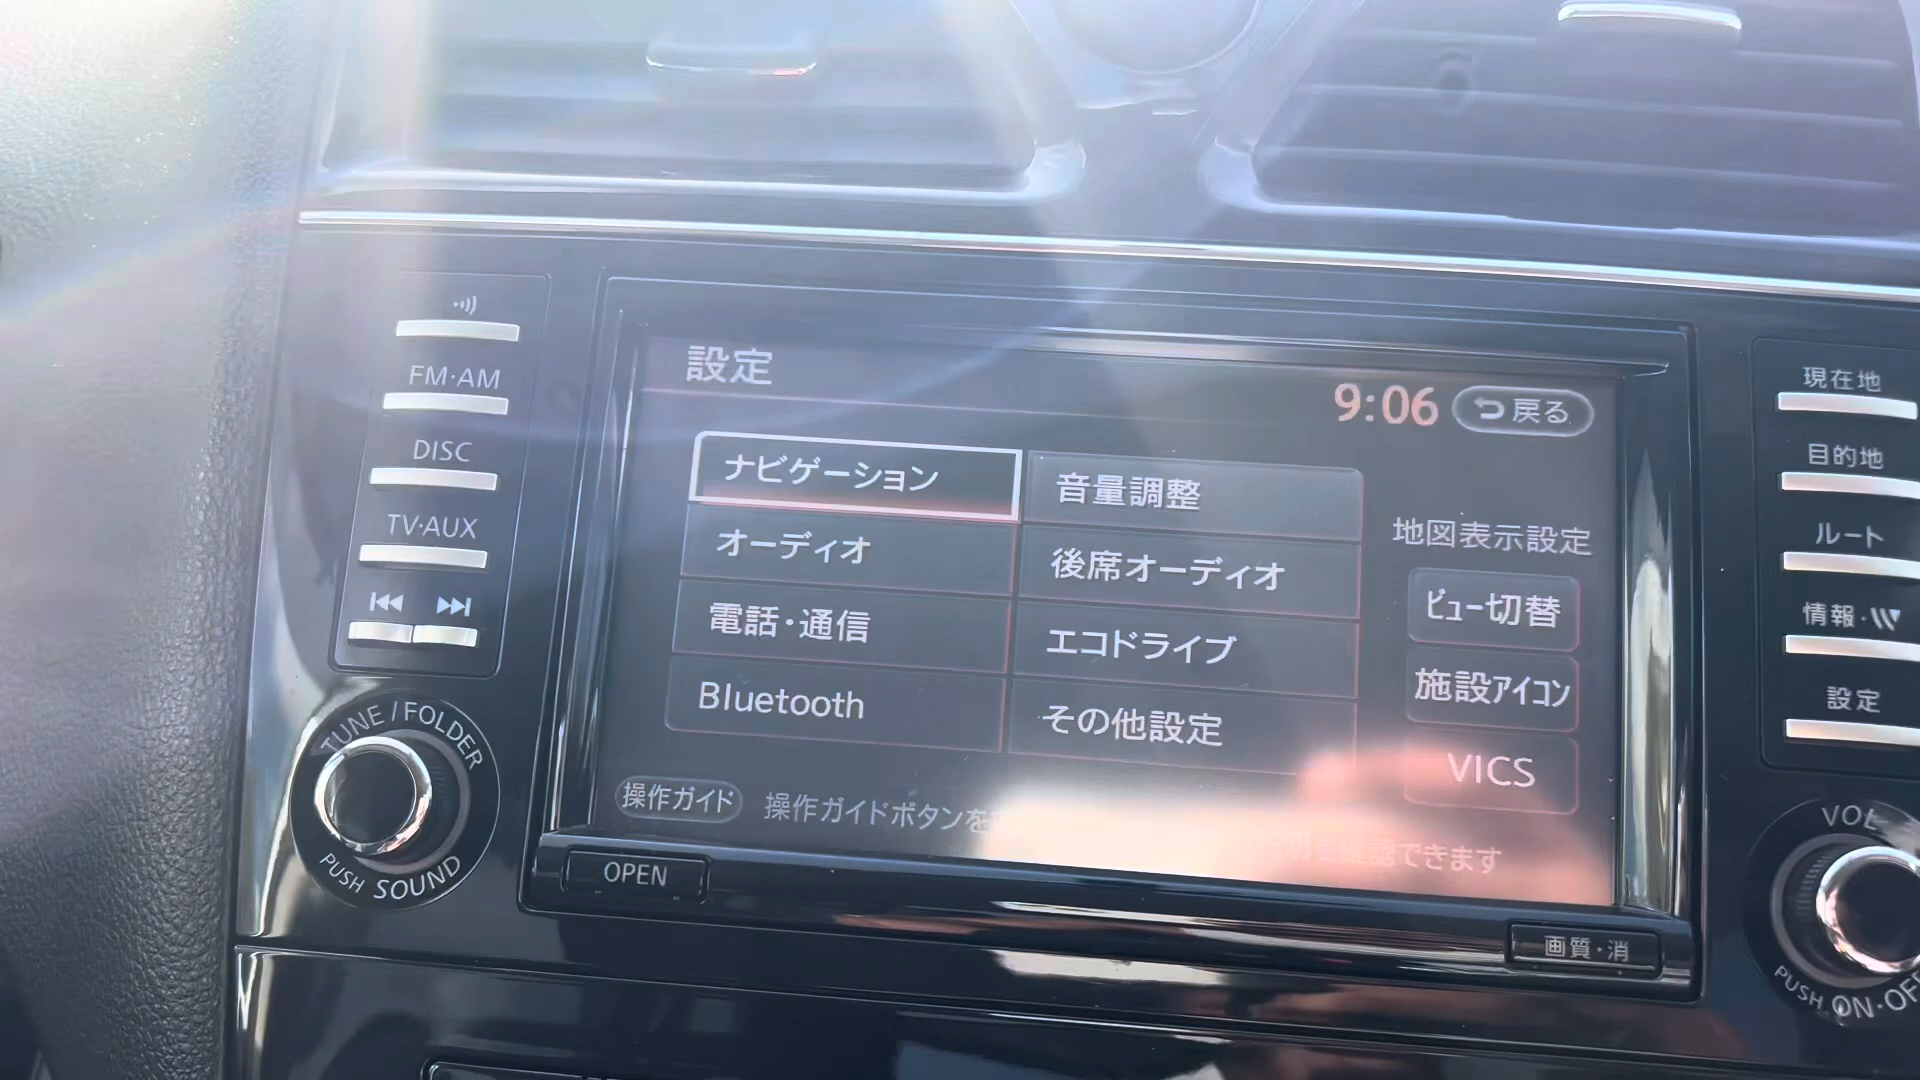 FM·AM
DISC
TV·AUX
TUNE / FOLDER
PUSH SOUND
設定
9:06
戻る
ナビゲーション
音量調整
オーディオ
後席オーディオ
電話・通信
エコドライブ
Bluetooth
その他設定
地図表示設定
ビュー切替
施設アイコン
VICS
操作ガイド
操作ガイドボタンを
確認できます
OPEN
画質・消
現在地
目的地
ルート
情報・
設定
VOL
PUSH ON·OFF